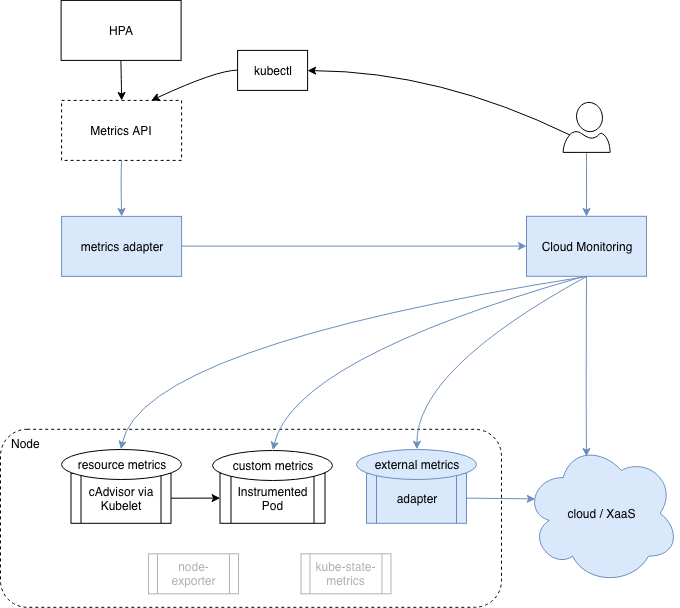 HPA
kubectl
Metrics API
metrics adapter
Cloud Monitoring
Node
resource metrics
custom metrics
external metrics
cAdvisor via
Kubelet
Instrumented
Pod
adapter
cloud / XaaS
node-
exporter
kube-state-
metrics